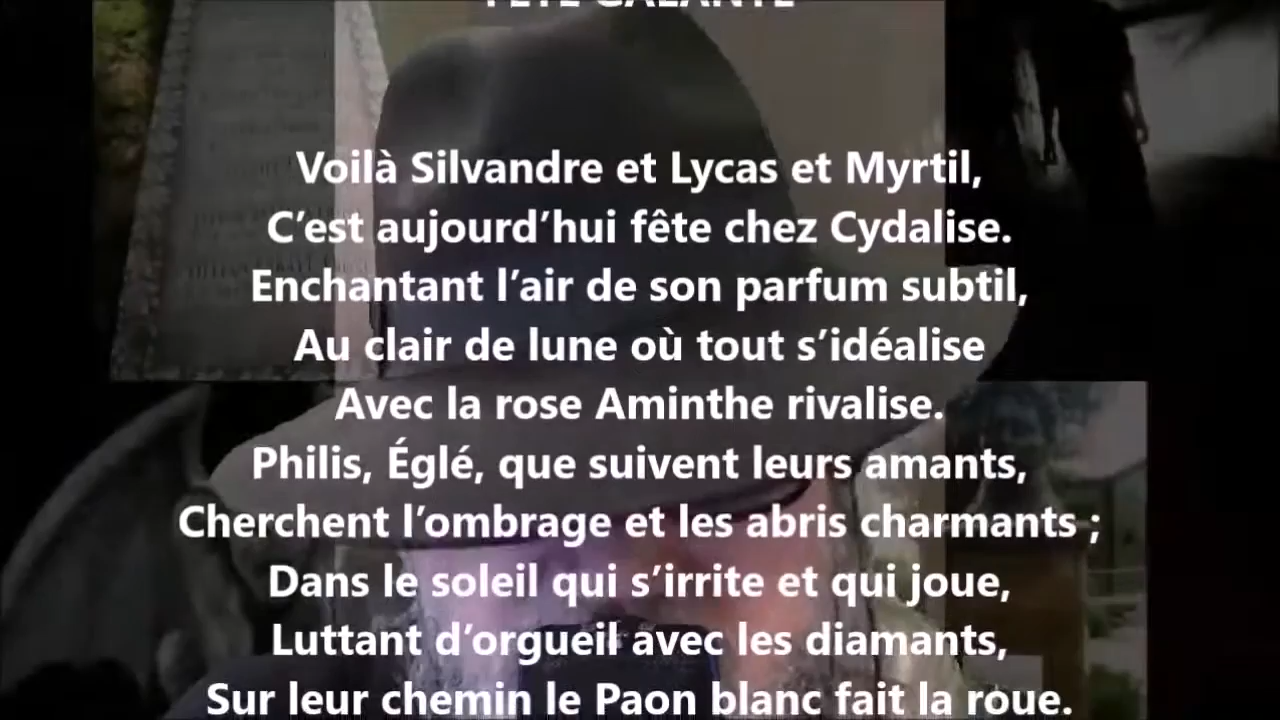 FÊTE GALANTE
Voilà Silvandre et Lycas et Myrtil,
C’est aujourd’hui fête chez Cydalise.
Enchantant l’air de son parfum subtil,
Au clair de lune où tout s’idéalise
Avec la rose Aminthe rivalise.
Philis, Églé, que suivent leurs amants,
Cherchent l’ombrage et les abris charmants ;
Dans le soleil qui s’irrite et qui joue,
Luttant d’orgueil avec les diamants,
Sur leur chemin le Paon blanc fait la roue.